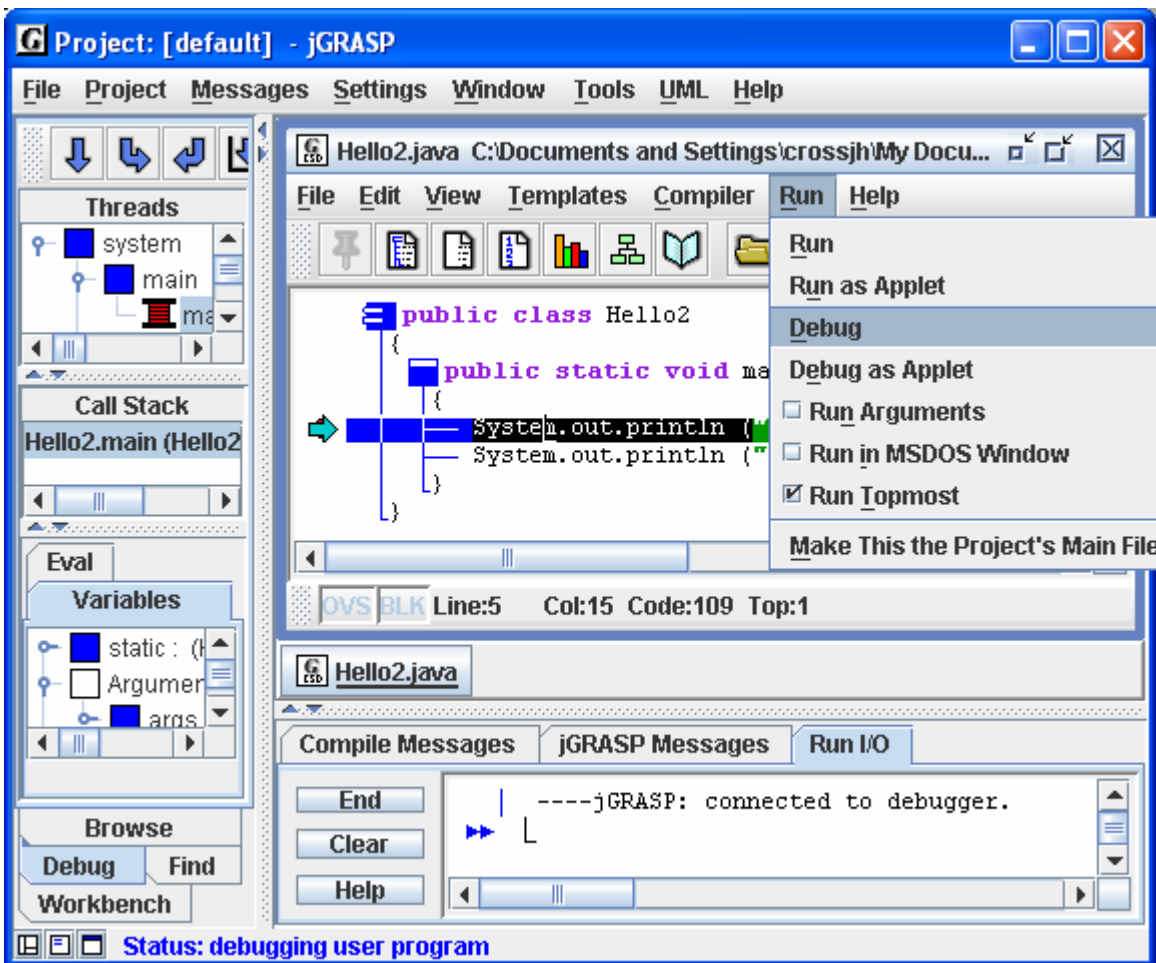 Project: [default] - jGRASP
File Project Messages Settings Window Tools UML Help
Threads
system
main
Call Stack
Hello2.main (Hello2
Eval
Variables
static : (H
Argumen
args
Browse
Debug Find
Workbench
Hello2.java C:\Documents and Settings\crossjh\My Docu...
File Edit View Templates Compiler Run Help
public class Hello2
{
public static void ma
{
System.out.println ("
System.out.println ("
}
}
Run
Run as Applet
Debug
Debug as Applet
Run Arguments
Run in MSDOS Window
Run Topmost
Make This the Project's Main File
OVS BLK Line:5 Col:15 Code:109 Top:1
Hello2.java
Compile Messages jGRASP Messages Run I/O
End
Clear
Help
----jGRASP: connected to debugger.
Status: debugging user program